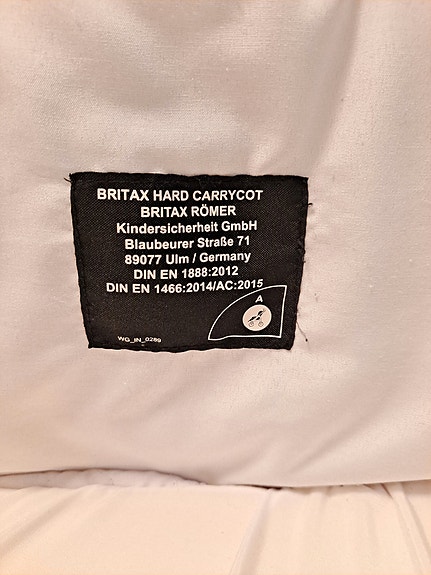 BRITAX HARD CARRYCOT
BRITAX RÖMER
Kindersicherheit GmbH
Blaubeurer Straße 71
89077 Ulm / Germany
DIN EN 1888:2012
DIN EN 1466:2014/AC:2015
A
WG_IN_0289